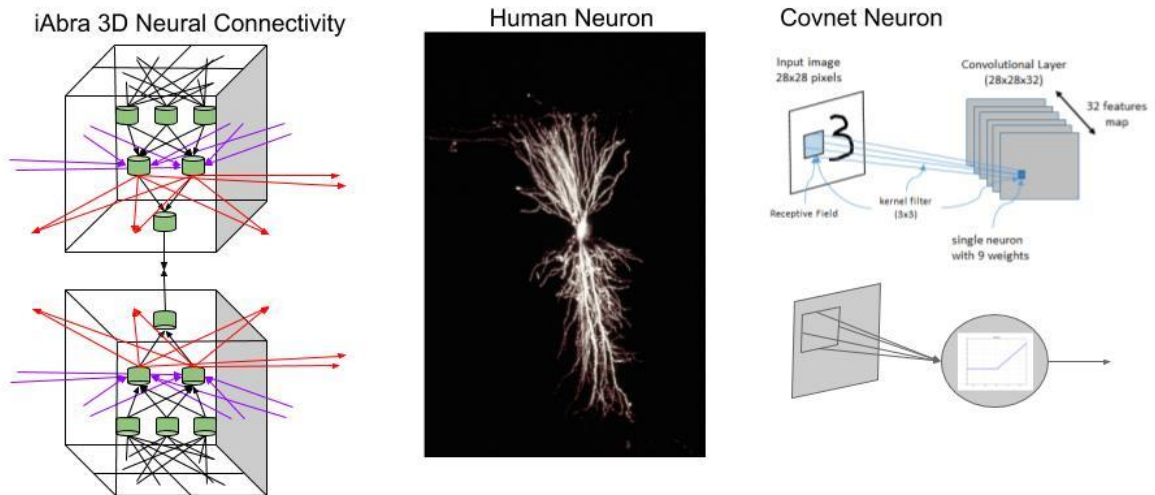 iAbra 3D Neural Connectivity
Human Neuron
Covnet Neuron
Input image
28x28 pixels
Convolutional Layer
(28x28x32)
32 features
map
3
Receptive Field
kernel filter
(3x3)
single neuron
with 9 weights